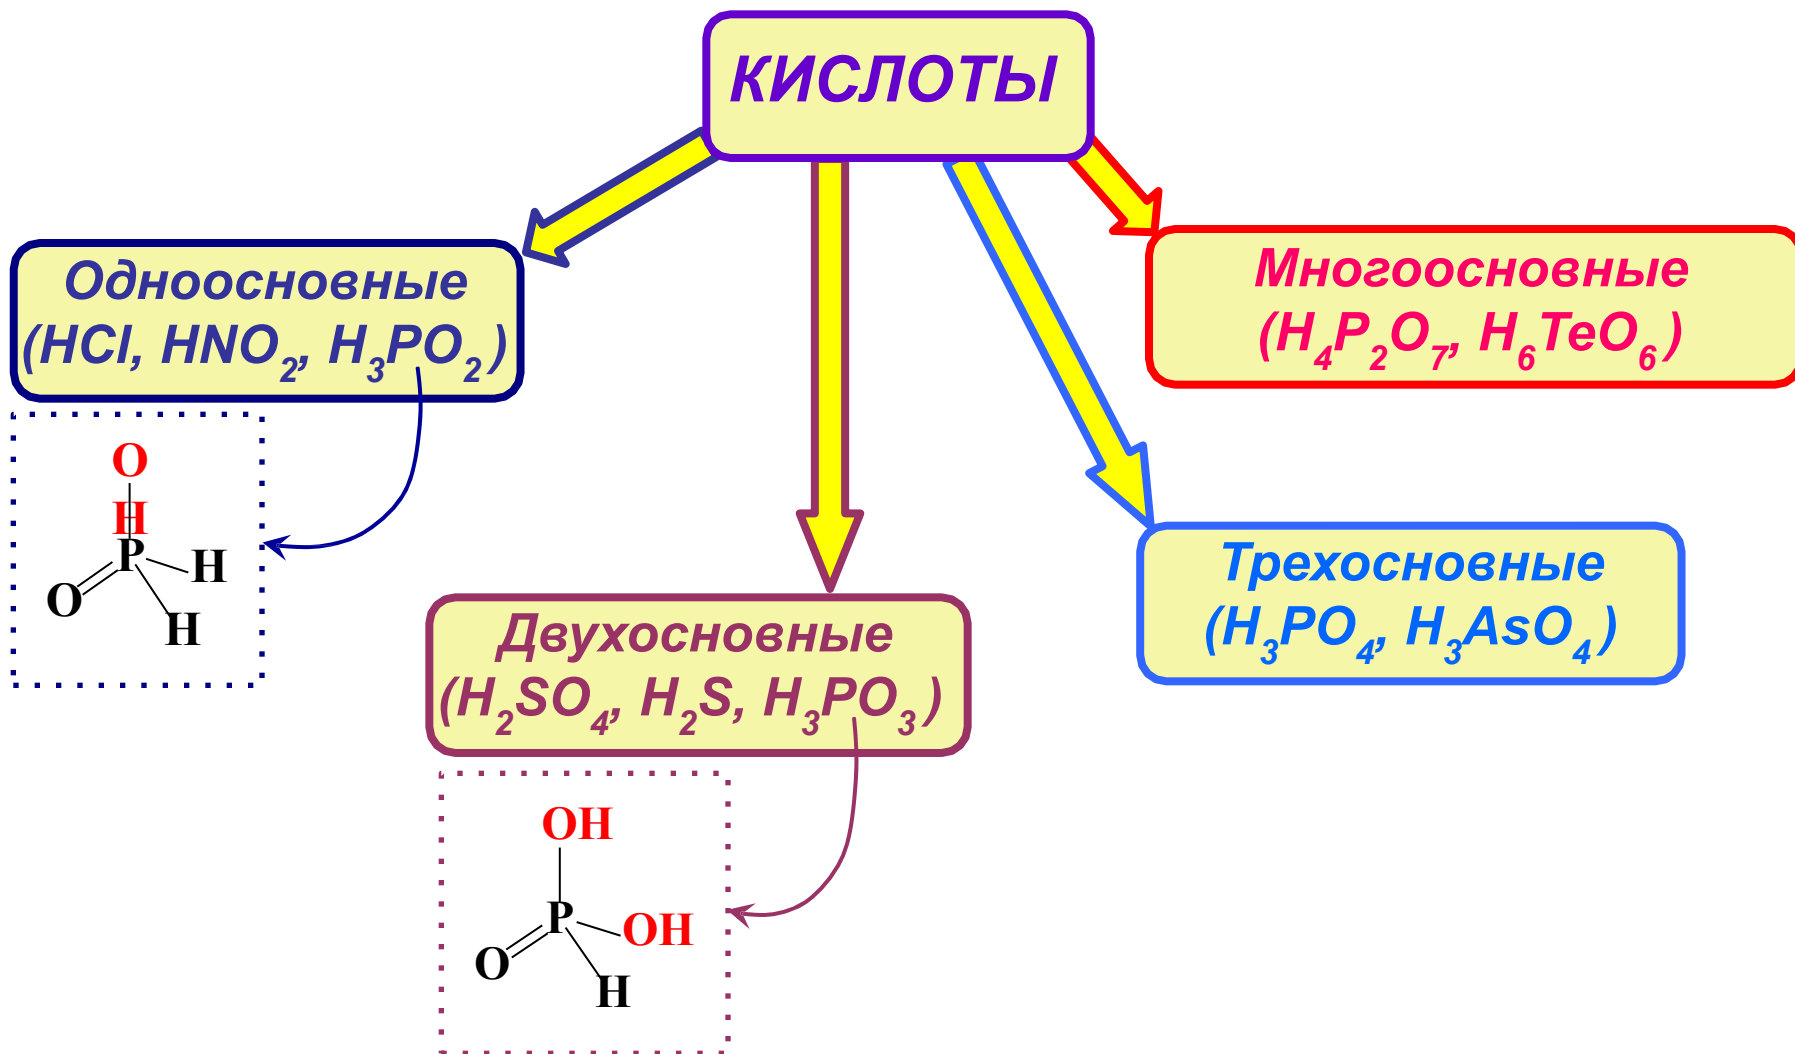 КИСЛОТЫ
Одноосновные
(HCl, HNO₂, H₃PO₂)
Многоосновные
(H₄P₂O₇, H₆TeO₆)
O
H
P
H
O
H
Трехосновные
(H₃PO₄, H₃AsO₄)
Двухосновные
(H₂SO₄, H₂S, H₃PO₃)
OH
P
OH
O
H